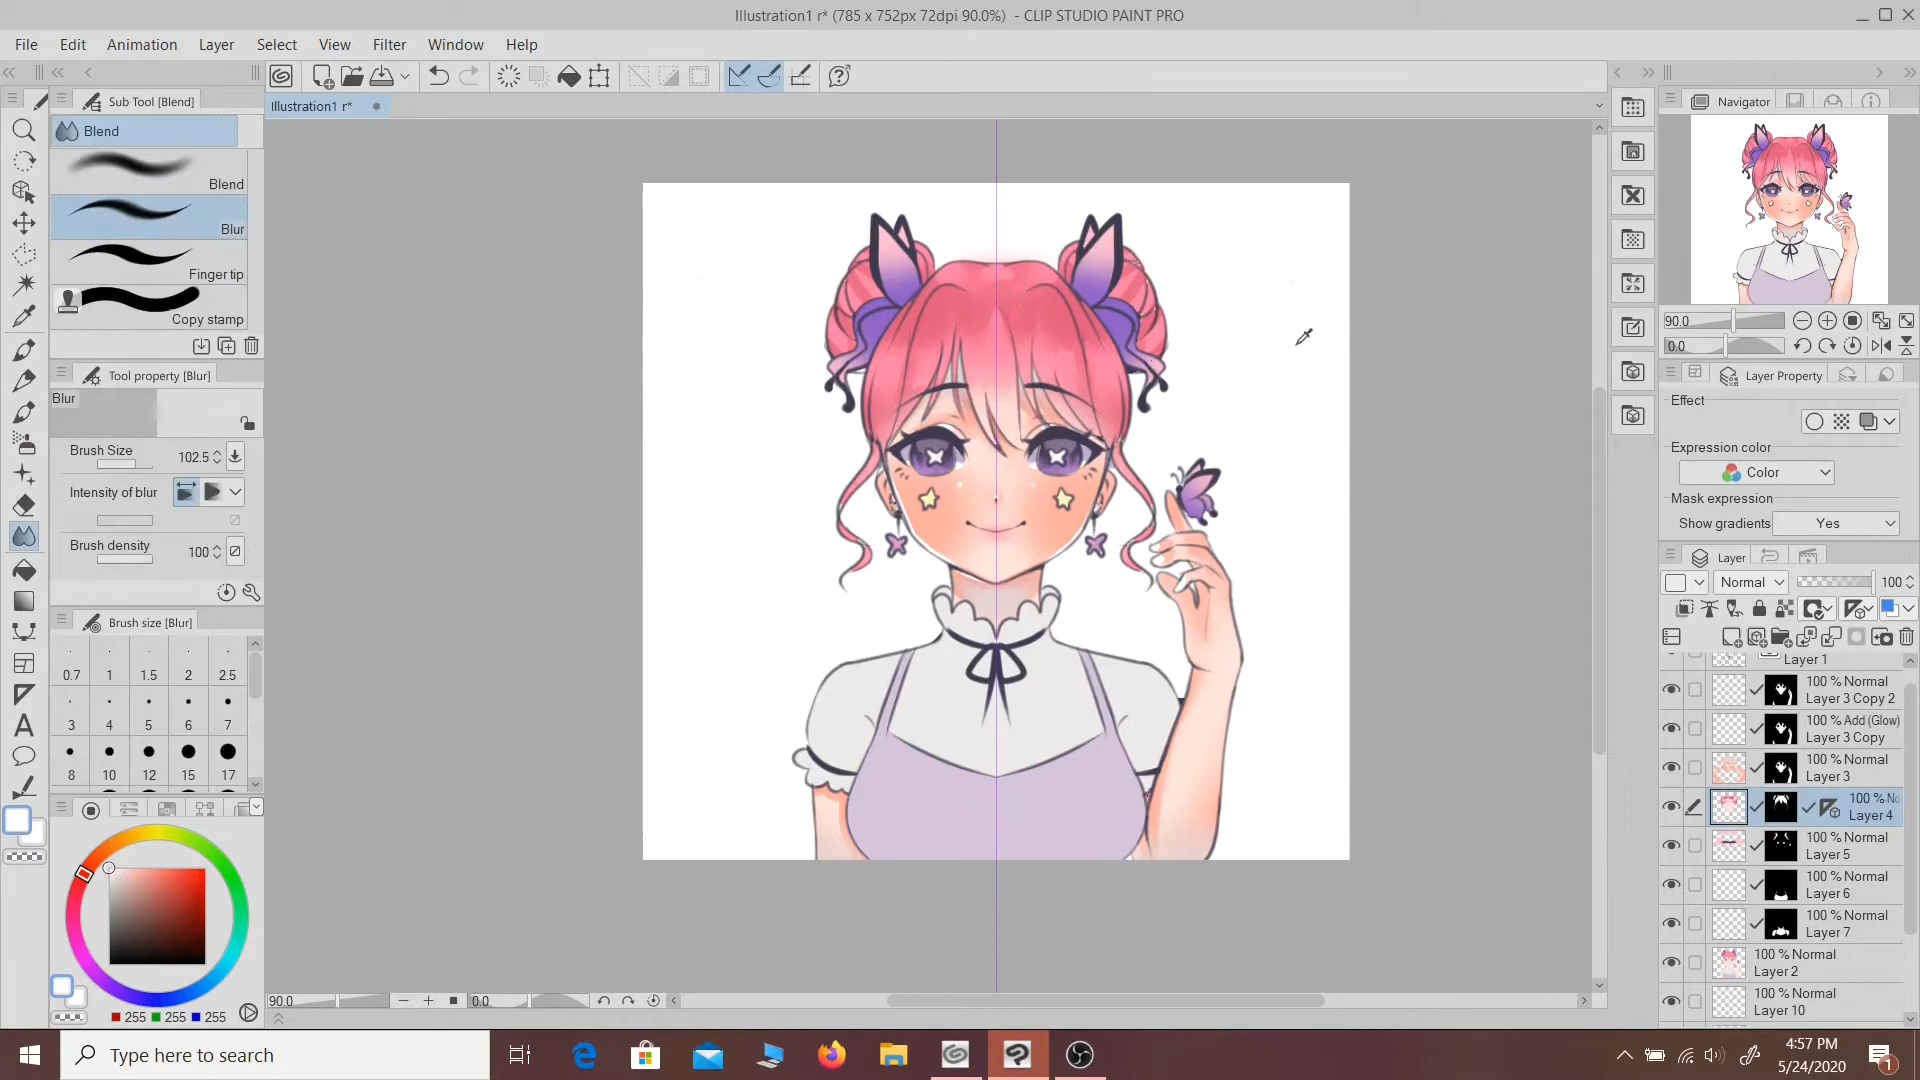 Illustration1 r* (785 x 752px 72dpi 90.0%)  - CLIP STUDIO PAINT PRO
File Edit Animation Layer Select View Filter Window Help
Sub Tool [Blend]
Illustration1 r*
Navigator
Blend
Blend
Blur
Finger tip
Copy stamp
Tool property [Blur]
Blur
Brush Size 102.5
Intensity of blur
Brush density 100
Brush size [Blur]
0.7 1 1.5 2 2.5
3 4 5 6 7
8 10 12 15 17
255 255 255
90.0
0.0
90.0
0.0
Layer Property
Effect
Expression color
Color
Mask expression
Show gradients Yes
Layer
Normal 100
Layer 1
100 % Normal
Layer 3 Copy 2
100 % Add (Glow)
Layer 3 Copy
100 % Normal
Layer 3
100 % No
Layer 4
100 % Normal
Layer 5
100 % Normal
Layer 6
100 % Normal
Layer 7
100 % Normal
Layer 2
100 % Normal
Layer 10
Type here to search
4:57 PM
5/24/2020
1